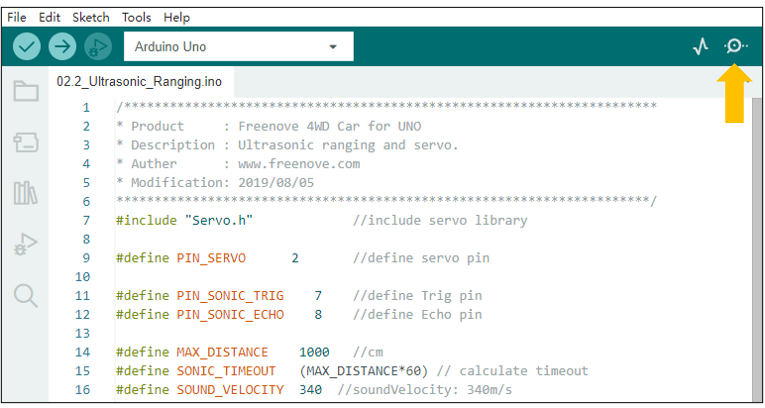 File Edit Sketch Tools Help
Arduino Uno
02.2_Ultrasonic_Ranging.ino
1 /**********************************************************************
2 * Product     : Freenove 4WD Car for UNO
3 * Description : Ultrasonic ranging and servo.
4 * Auther      : www.freenove.com
5 * Modification: 2019/08/05
6 **********************************************************************/
7 #include "Servo.h"             //include servo library
8
9 #define PIN_SERVO      2       //define servo pin
10
11 #define PIN_SONIC_TRIG    7    //define Trig pin
12 #define PIN_SONIC_ECHO    8    //define Echo pin
13
14 #define MAX_DISTANCE    1000   //cm
15 #define SONIC_TIMEOUT   (MAX_DISTANCE*60) // calculate timeout
16 #define SOUND_VELOCITY  340  //soundVelocity: 340m/s